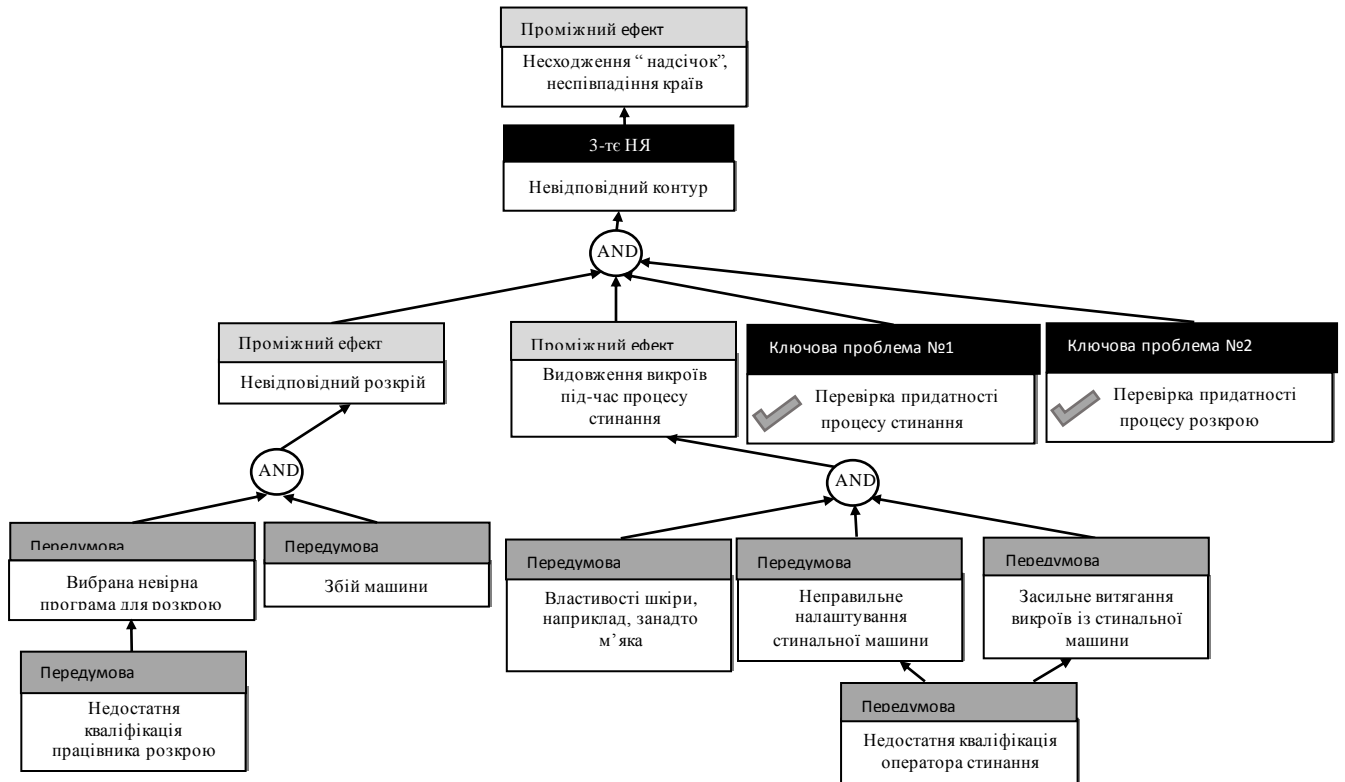 Проміжний ефект
Несходження “ надсічок”,
неспівпадіння країв
3-тє НЯ
Невідповідний контур
AND
Проміжний ефект
Невідповідний розкрій
Проміжний ефект
Видовження викроїв
під-час процесу
стинання
Ключова проблема №1
Перевірка придатності
процесу стинання
Ключова проблема №2
Перевірка придатності
процесу розкрою
AND
AND
Передумова
Вибрана невірна
програма для розкрою
Передумова
Збій машини
Передумова
Властивості шкіри,
наприклад, занадто
м’яка
Передумова
Неправильне
налаштування
стинальної машини
Передумова
Засильне витягання
викроїв із стинальної
машини
Передумова
Недостатня
кваліфікація
працівника розкрою
Передумова
Недостатня кваліфікація
оператора стинання